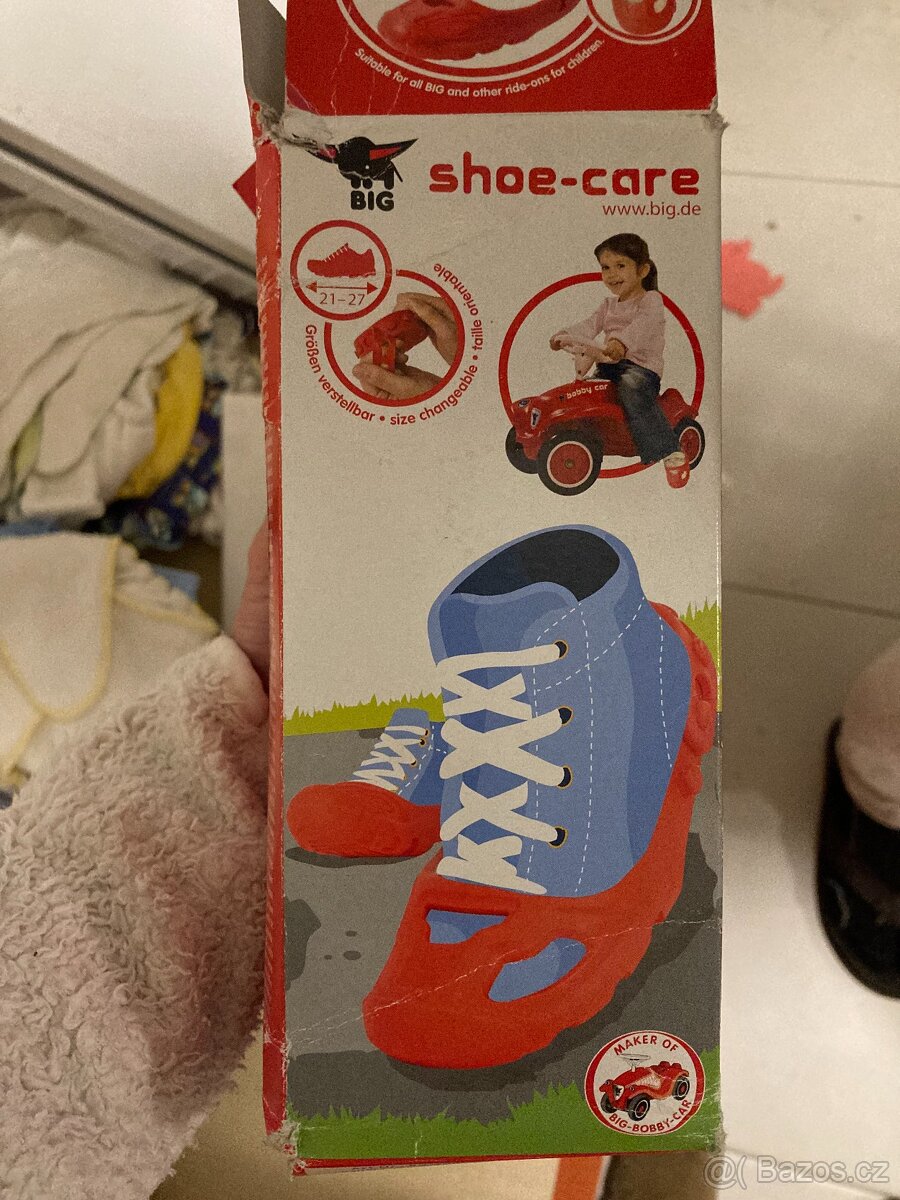 Suitable for all BIG and other ride-ons for children.
BIG
shoe-care
www.big.de
21-27
Größen verstellbar • size changeable • taille orientable
bobby car
MAKER OF
BIG-BOBBY-CAR
@( Bazos.cz